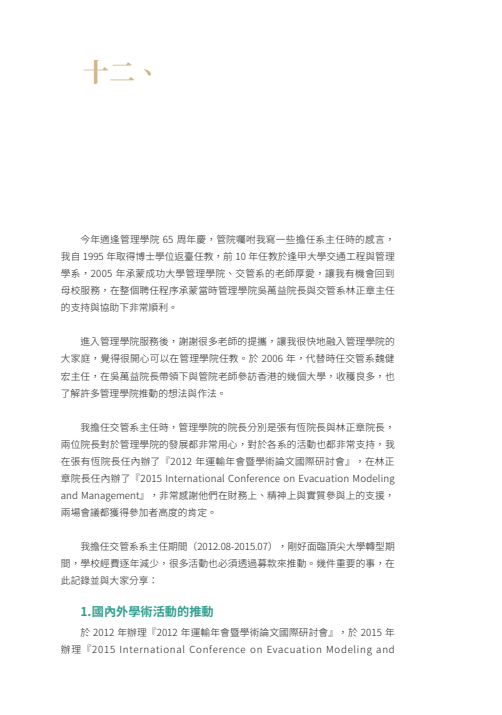 十二、
今年適逢管理學院 65 周年慶，管院囑咐我寫一些擔任系主任時的感言，
我自 1995 年取得博士學位返臺任教，前 10 年任教於逢甲大學交通工程與管理
學系，2005 年承蒙成功大學管理學院、交管系的老師厚愛，讓我有機會回到
母校服務，在整個聘任程序承蒙當時管理學院吳萬益院長與交管系林正章主任
的支持與協助下非常順利。
進入管理學院服務後，謝謝很多老師的提攜，讓我很快地融入管理學院的
大家庭，覺得很開心可以在管理學院任教。於 2006 年，代替時任交管系魏健
宏主任，在吳萬益院長帶領下與管院老師參訪香港的幾個大學，收穫良多，也
了解許多管理學院推動的想法與作法。
我擔任交管系主任時，管理學院的院長分別是張有恆院長與林正章院長，
兩位院長對於管理學院的發展都非常用心，對於各系的活動也都非常支持，我
在張有恆院長任內辦了『2012 年運輸年會暨學術論文國際研討會』，在林正
章院長任內辦了『2015 International Conference on Evacuation Modeling
and Management』，非常感謝他們在財務上、精神上與實質參與上的支援，
兩場會議都獲得參加者高度的肯定。
我擔任交管系系主任期間（2012.08-2015.07），剛好面臨頂尖大學轉型期
間，學校經費逐年減少，很多活動也必須透過募款來推動。幾件重要的事，在
此記錄並與大家分享：
1.國內外學術活動的推動
於 2012 年辦理『2012 年運輸年會暨學術論文國際研討會』，於 2015 年
辦理『2015 International Conference on Evacuation Modeling and